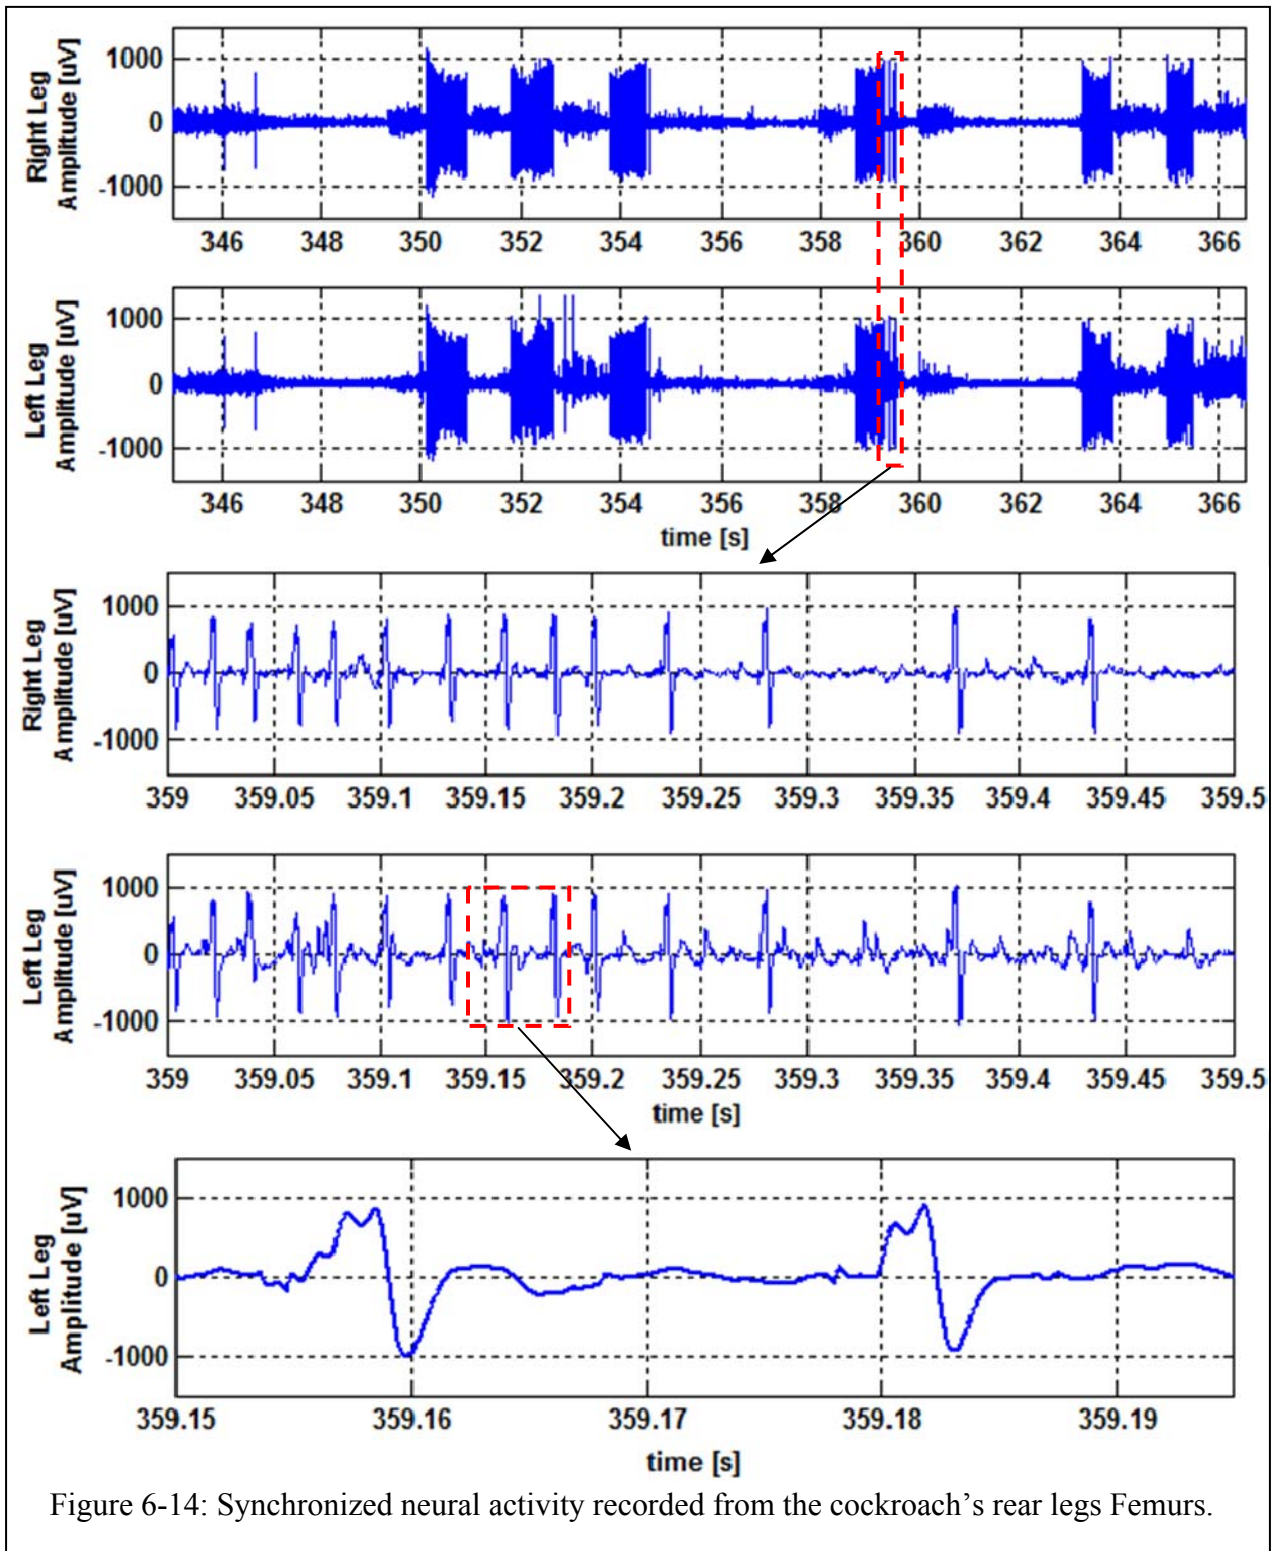 Right Leg
Amplitude [uV]
1000
0
-1000
346 348 350 352 354 356 358 360 362 364 366
Left Leg
Amplitude [uV]
1000
0
-1000
346 348 350 352 354 356 358 360 362 364 366
time [s]
Right Leg
Amplitude [uV]
1000
0
-1000
359 359.05 359.1 359.15 359.2 359.25 359.3 359.35 359.4 359.45 359.5
Left Leg
Amplitude [uV]
1000
0
-1000
359 359.05 359.1 359.15 359.2 359.25 359.3 359.35 359.4 359.45 359.5
time [s]
Left Leg
Amplitude [uV]
1000
0
-1000
359.15 359.16 359.17 359.18 359.19
time [s]
Figure 6-14: Synchronized neural activity recorded from the cockroach’s rear legs Femurs.